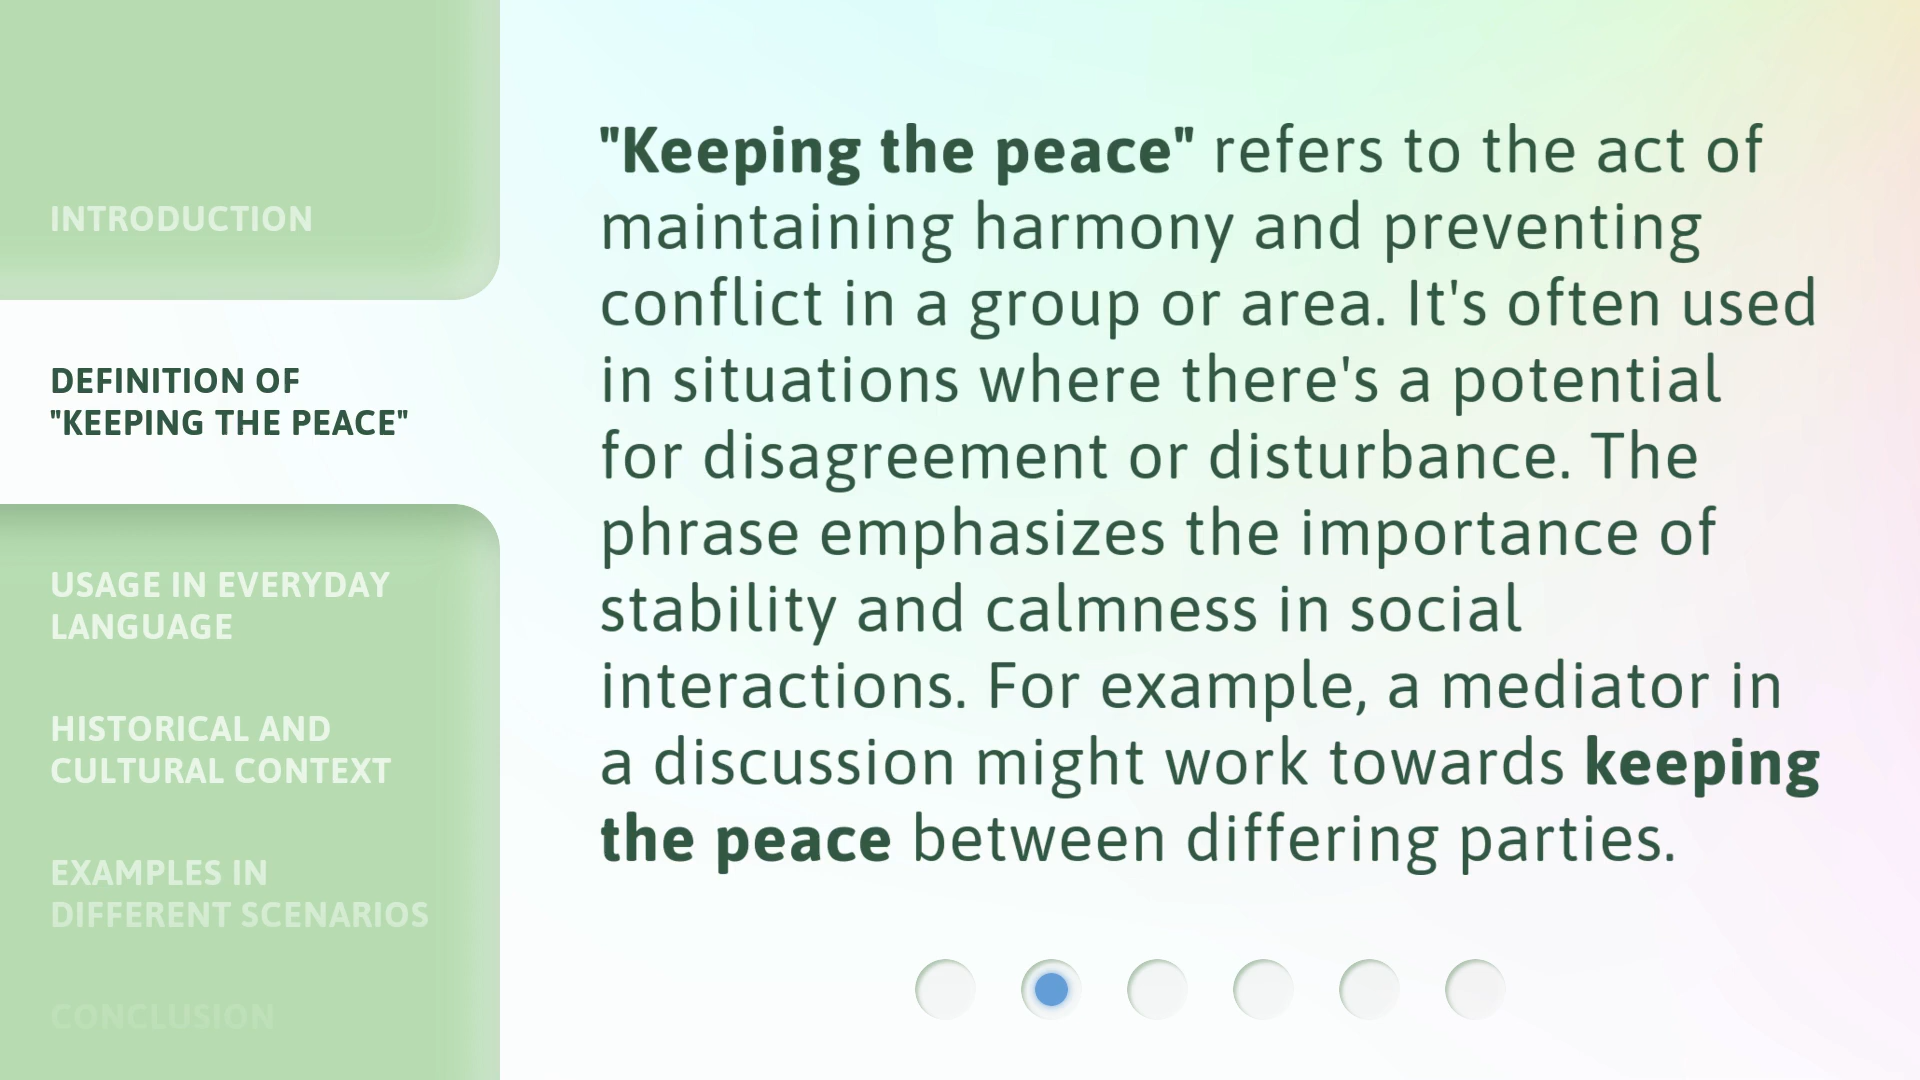 INTRODUCTION
DEFINITION OF
"KEEPING THE PEACE"
USAGE IN EVERYDAY
LANGUAGE
HISTORICAL AND
CULTURAL CONTEXT
EXAMPLES IN
DIFFERENT SCENARIOS
CONCLUSION
"Keeping the peace" refers to the act of
maintaining harmony and preventing
conflict in a group or area. It's often used
in situations where there's a potential
for disagreement or disturbance. The
phrase emphasizes the importance of
stability and calmness in social
interactions. For example, a mediator in
a discussion might work towards keeping
the peace between differing parties.